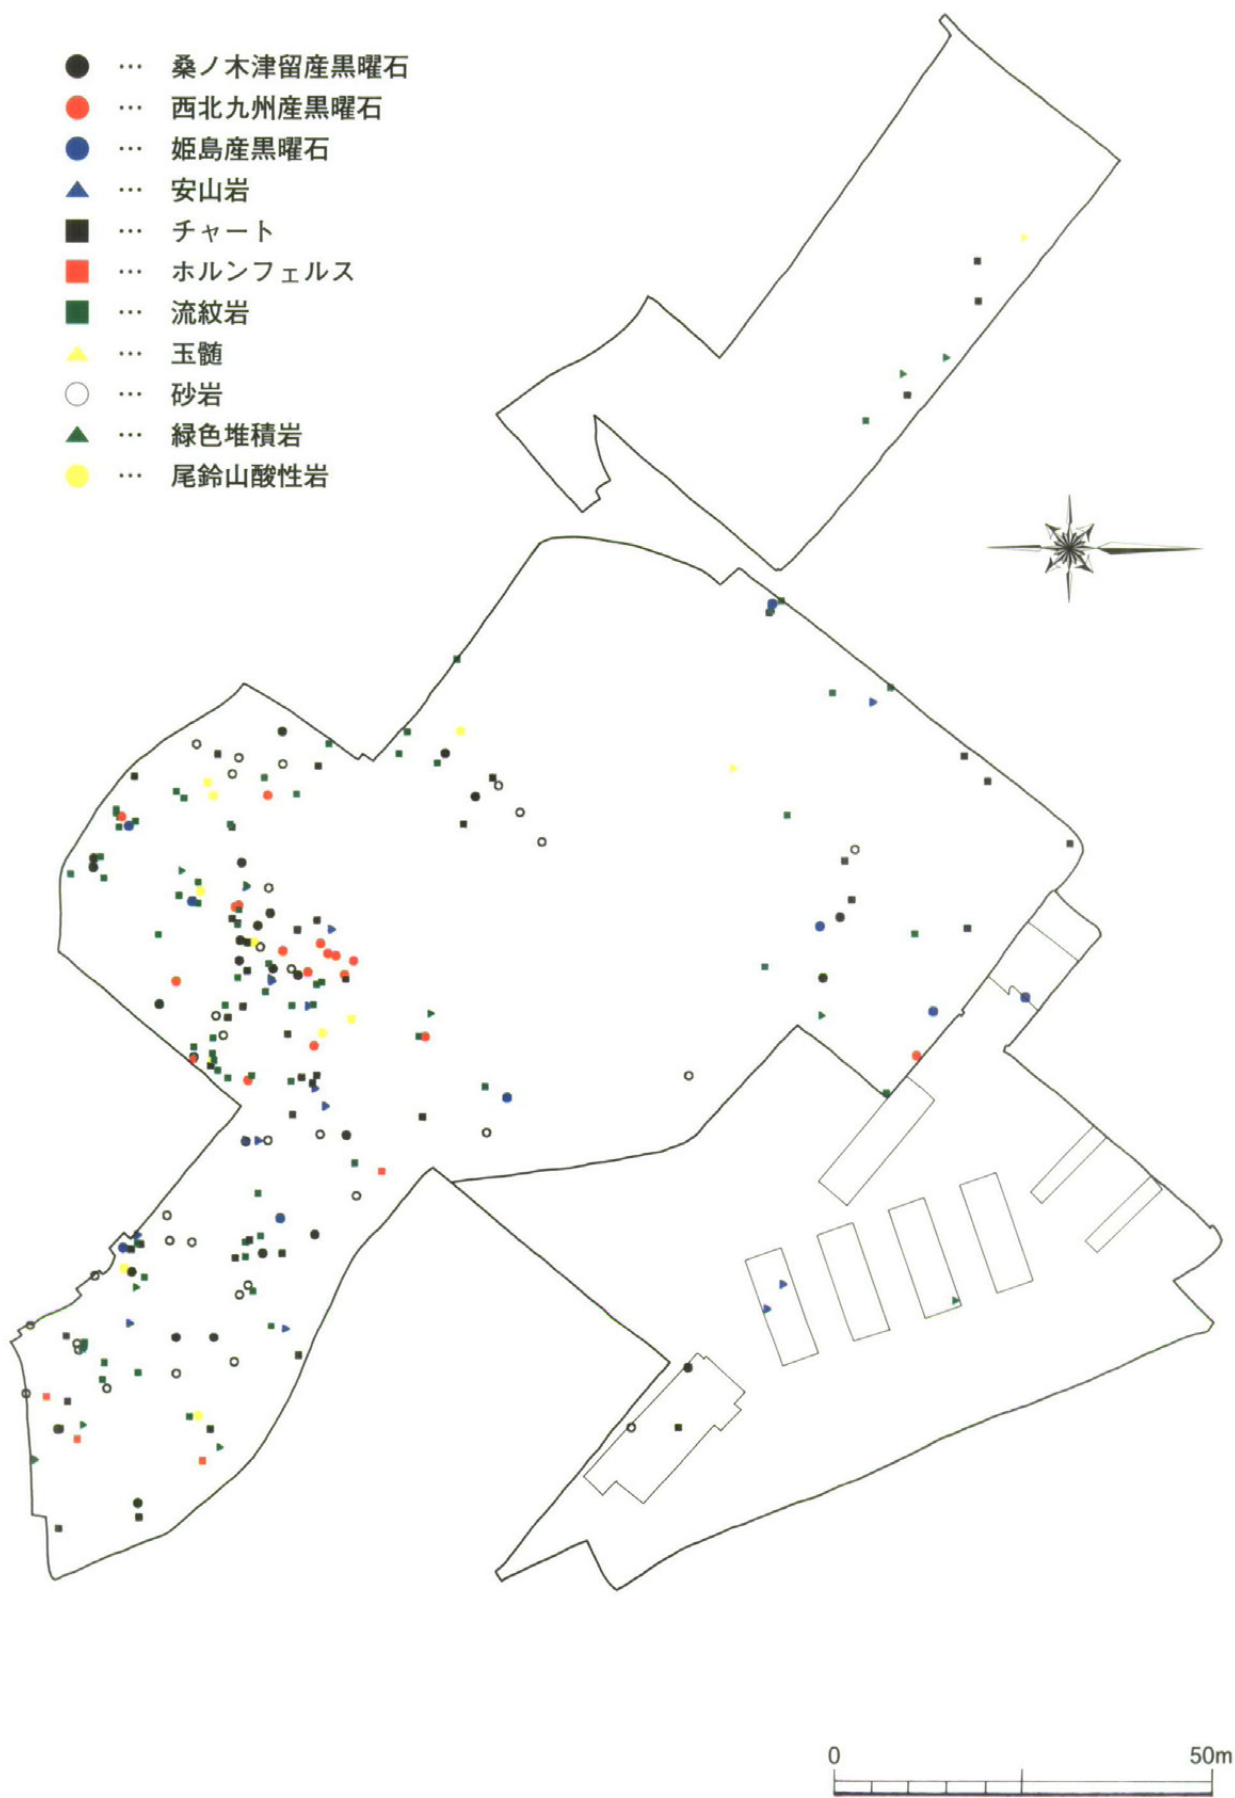 … 桑ノ木津留産黒曜石
… 西北九州産黒曜石
… 姫島産黒曜石
… 安山岩
… チャート
… ホルンフェルス
… 流紋岩
… 玉髄
… 砂岩
… 緑色堆積岩
… 尾鈴山酸性岩
0 50m